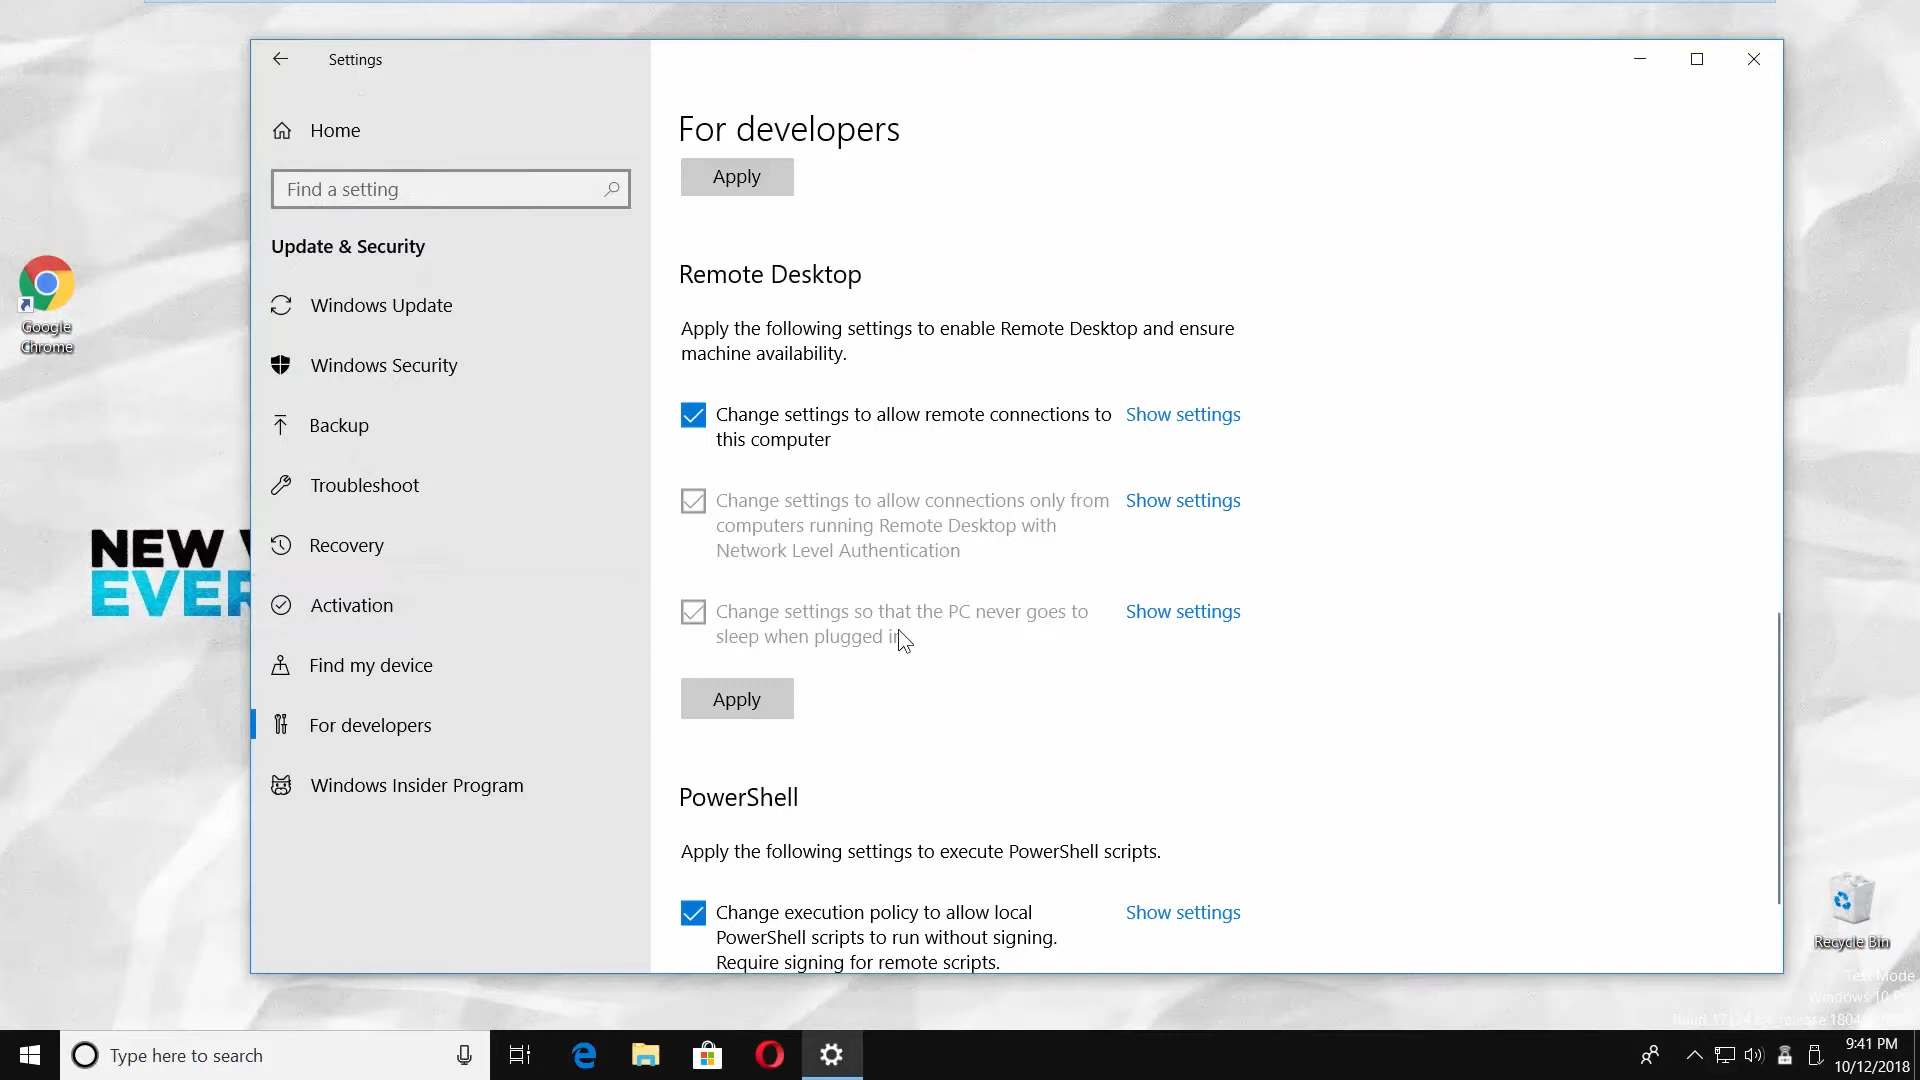 Settings
Home
Find a setting
Update & Security
Windows Update
Windows Security
Backup
Troubleshoot
Recovery
Activation
Find my device
For developers
Windows Insider Program
For developers
Apply
Remote Desktop
Apply the following settings to enable Remote Desktop and ensure
machine availability.
Change settings to allow remote connections to
this computer
Show settings
Change settings to allow connections only from
computers running Remote Desktop with
Network Level Authentication
Show settings
Change settings so that the PC never goes to
sleep when plugged in
Show settings
Apply
PowerShell
Apply the following settings to execute PowerShell scripts.
Change execution policy to allow local
PowerShell scripts to run without signing.
Require signing for remote scripts.
Show settings
Google
Chrome
NEW
EVER
Recycle Bin
Test Mode
Windows 10
Type here to search
9:41 PM
10/12/2018